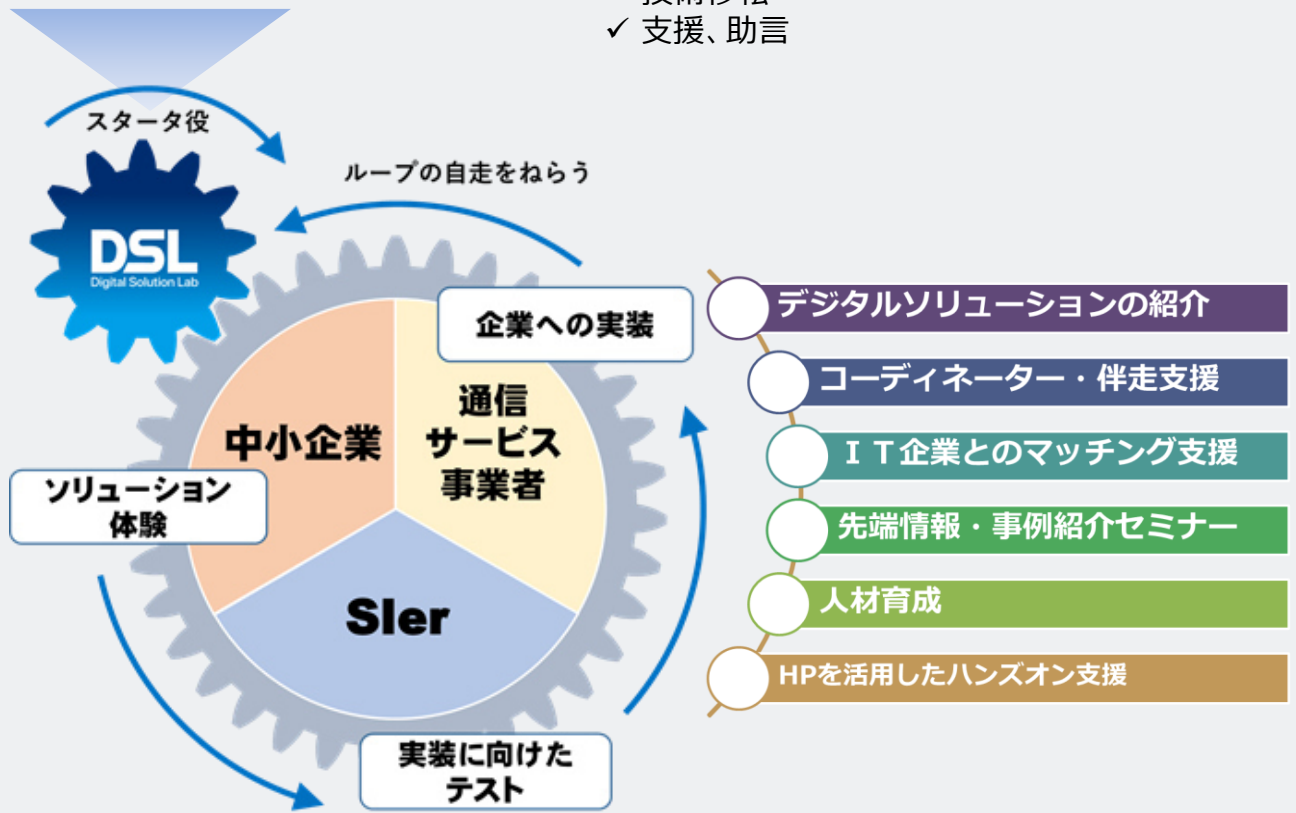 ✓ 支援、助言
スタータ役
ループの自走をねらう
DSL
Digital Solution Lab
企業への実装
中小企業
通信
サービス
事業者
ソリューション
体験
SIer
実装に向けた
テスト
デジタルソリューションの紹介
コーディネーター・伴走支援
ＩＴ企業とのマッチング支援
先端情報・事例紹介セミナー
人材育成
HPを活用したハンズオン支援